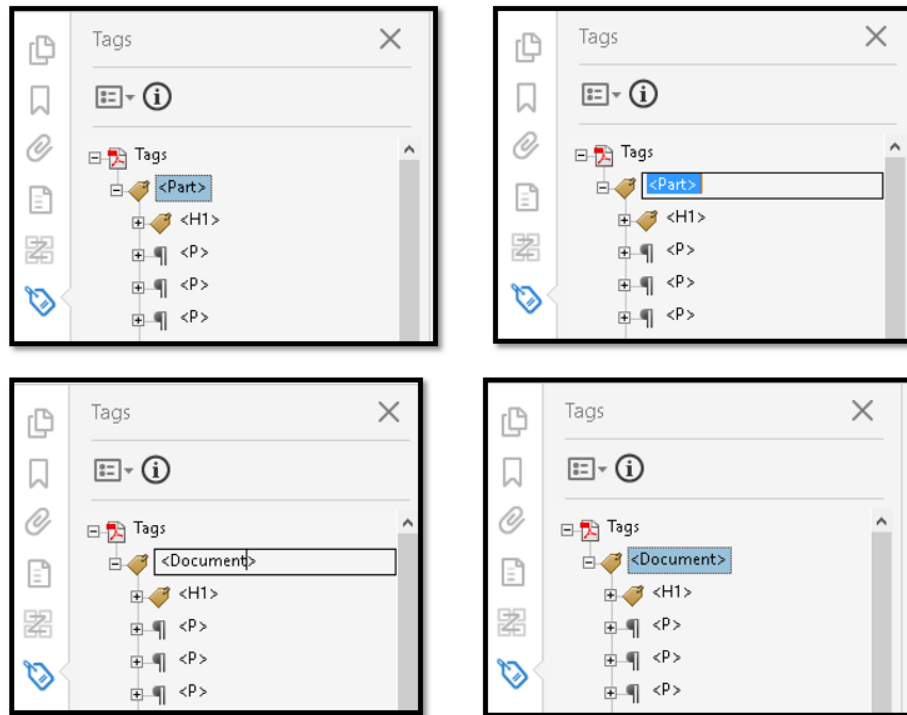 Tags
Tags
<Part>
<H1>
<P>
<P>
<P>
Tags
Tags
<Part>
<H1>
<P>
<P>
<P>
Tags
Tags
<Document>
<H1>
<P>
<P>
<P>
Tags
Tags
<Document>
<H1>
<P>
<P>
<P>